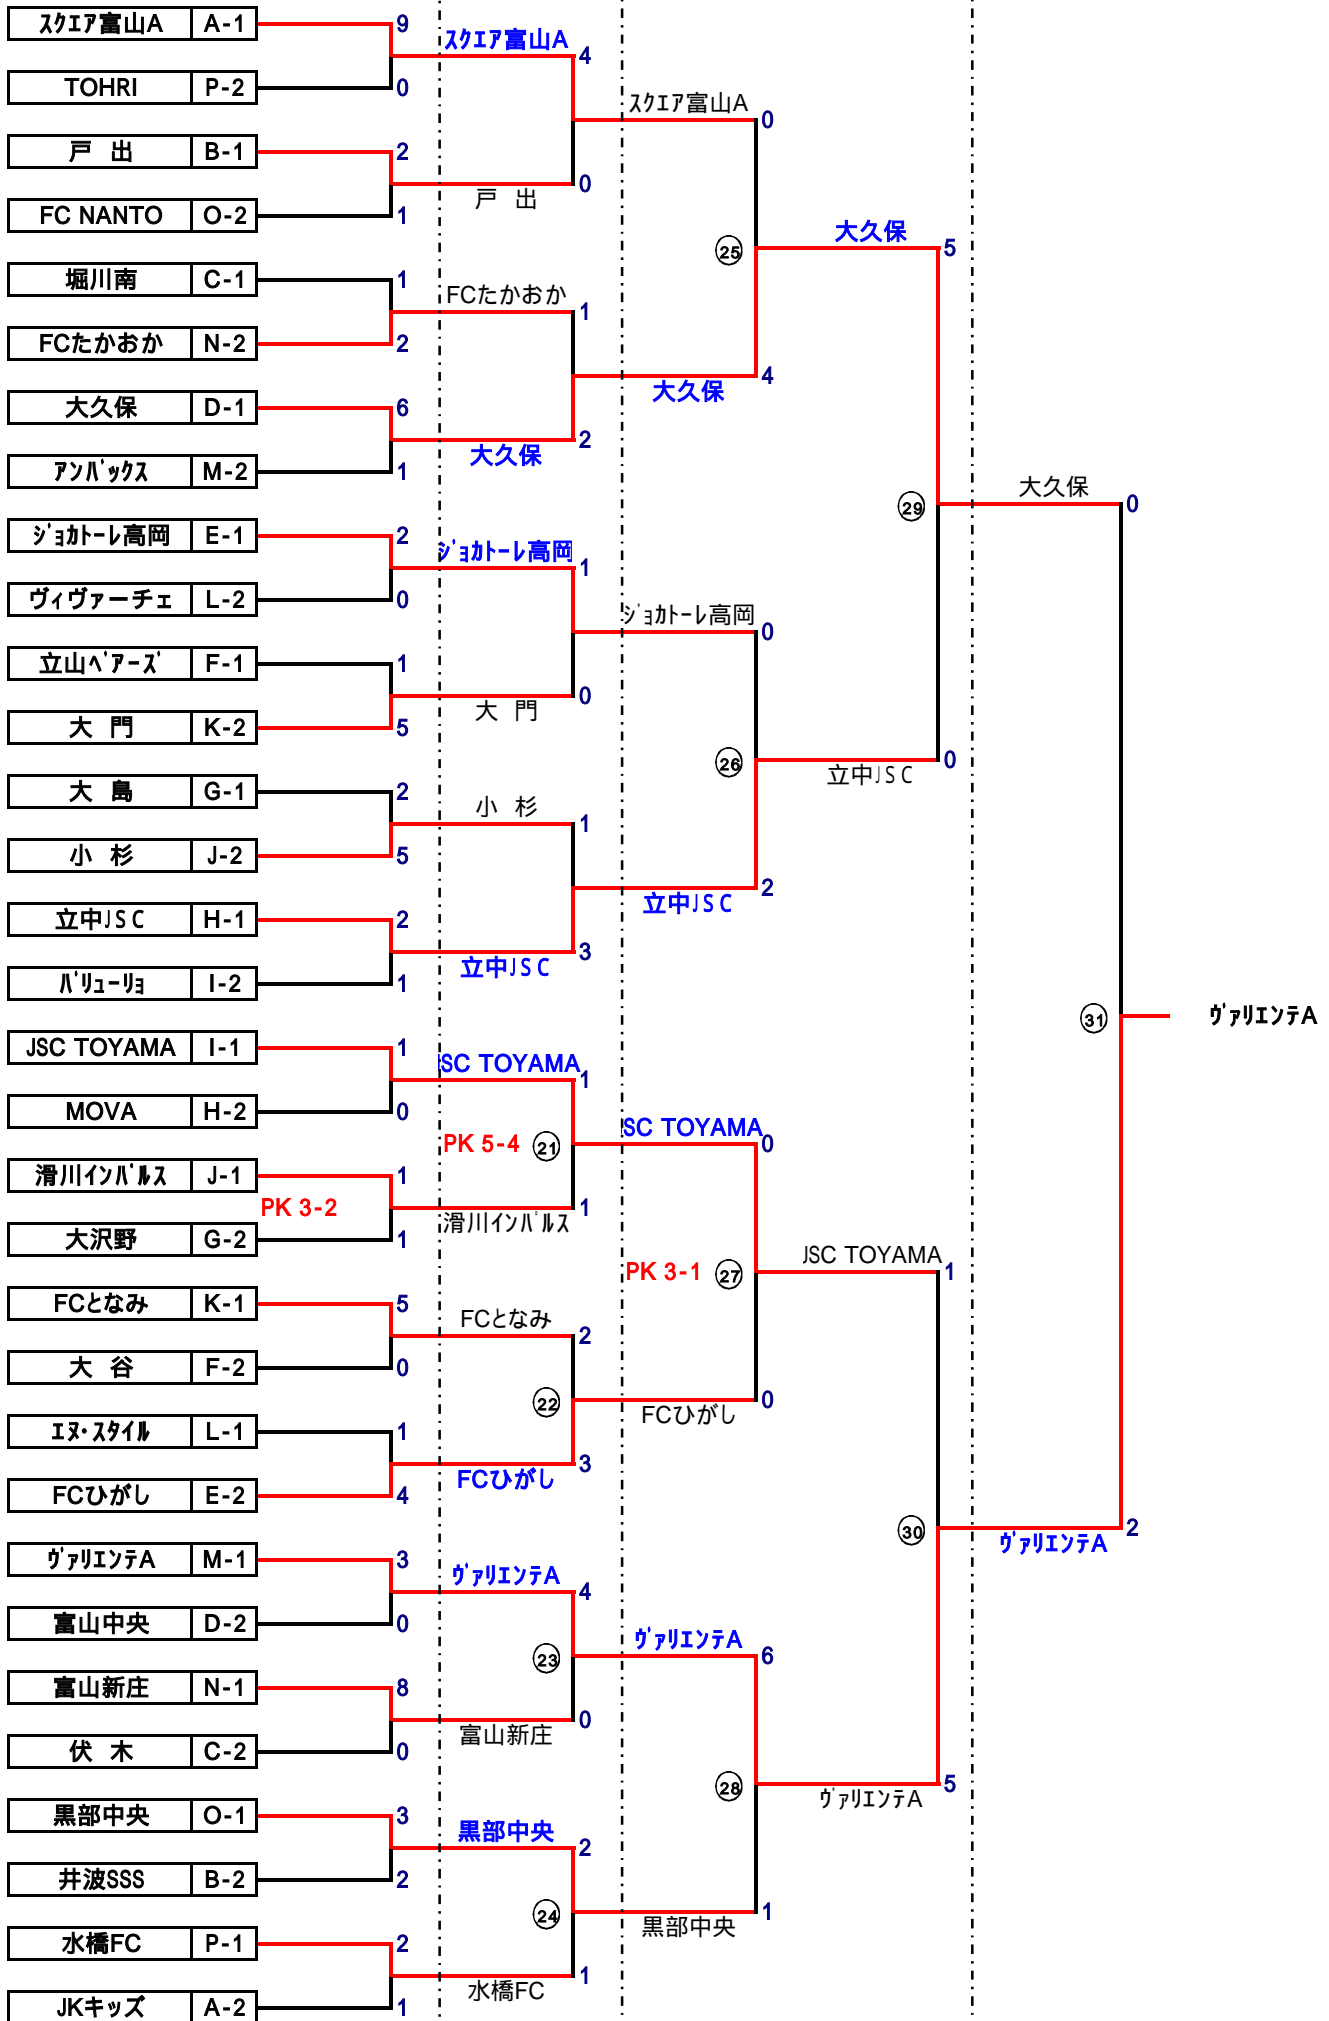 スクエア富山A A-1 9
スクエア富山A 4
TOHRI P-2 0
スクエア富山A 0
戸 出 B-1 2
戸 出 0
FC NANTO O-2 1
大久保 5
25
堀川南 C-1 1
FCたかおか 1
FCたかおか N-2 2
大久保 4
大久保 D-1 6
大久保 2
アンバックス M-2 1
大久保 0
29
ジョカトーレ高岡 E-1 2
ジョカトーレ高岡 1
ヴィヴァーチェ L-2 0
ジョカトーレ高岡 0
立山ベアーズ F-1 1
大 門 0
大 門 K-2 5
26
立中JSC 0
大 島 G-1 2
小 杉 1
小 杉 J-2 5
立中JSC 2
立中JSC H-1 2
立中JSC 3
バリューリョ I-2 1
31
ヴァリエンテA
JSC TOYAMA I-1 1
JSC TOYAMA 1
MOVA H-2 0
PK 5-4 21
SC TOYAMA 0
滑川インパルス J-1 1
PK 3-2
滑川インパルス 1
大沢野 G-2 1
PK 3-1 27
JSC TOYAMA 1
FCとなみ K-1 5
FCとなみ 2
大 谷 F-2 0
22
FCひがし 0
エヌ・スタイル L-1 1
FCひがし 3
FCひがし E-2 4
30
ヴァリエンテA 2
ヴァリエンテA M-1 3
ヴァリエンテA 4
富山中央 D-2 0
23
ヴァリエンテA 6
富山新庄 N-1 8
富山新庄 0
伏 木 C-2 0
28
ヴァリエンテA 5
黒部中央 O-1 3
黒部中央 2
井波SSS B-2 2
24
黒部中央 1
水橋FC P-1 2
水橋FC 1
JKキッズ A-2 1